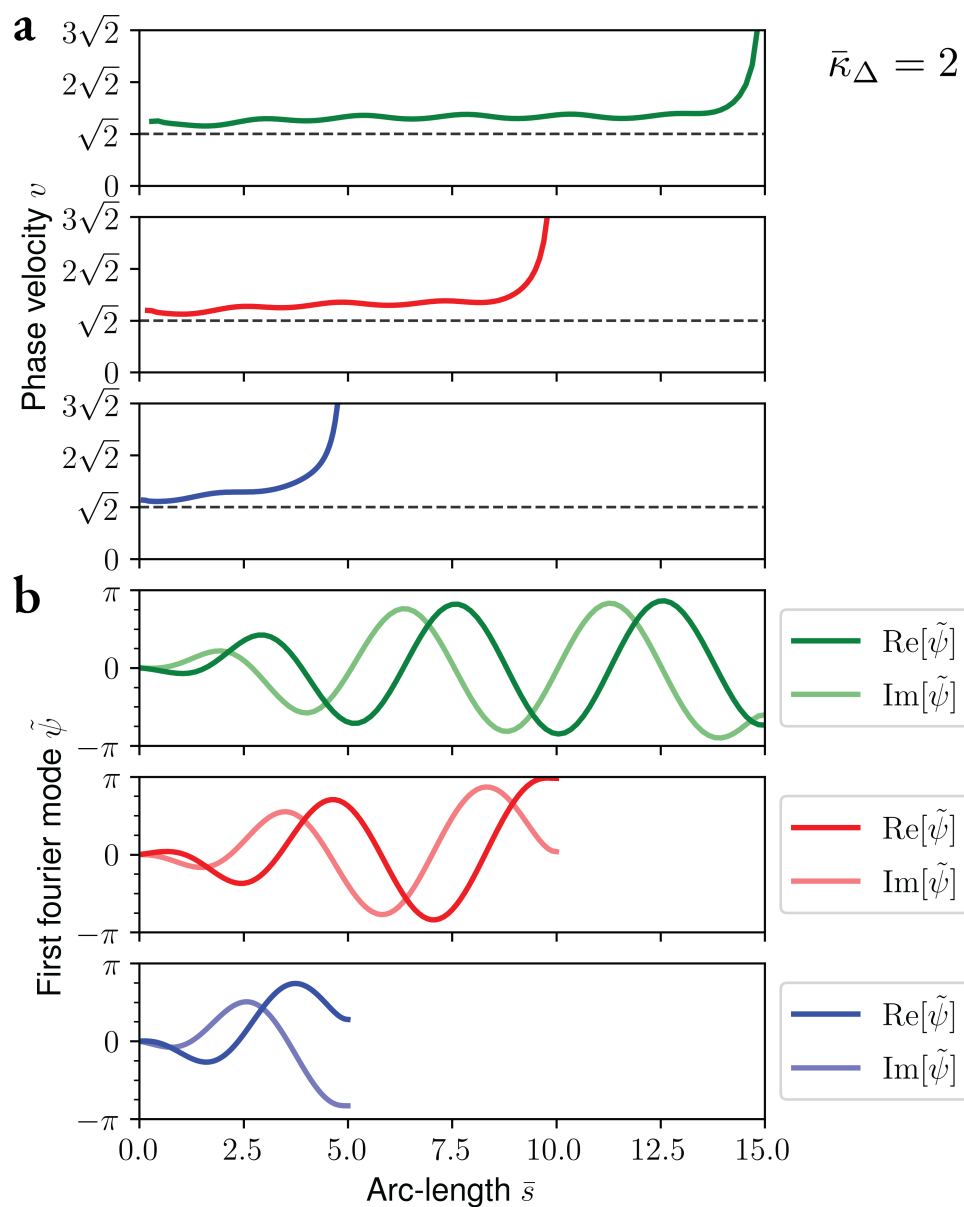 a
κ̄_Δ = 2
Phase velocity v
3√2
2√2
√2
0
3√2
2√2
√2
0
3√2
2√2
√2
0
b
First fourier mode ψ̃
π
0
−π
Re[ψ̃]
Im[ψ̃]
π
0
−π
Re[ψ̃]
Im[ψ̃]
π
0
−π
Re[ψ̃]
Im[ψ̃]
0.0 2.5 5.0 7.5 10.0 12.5 15.0
Arc-length s̄